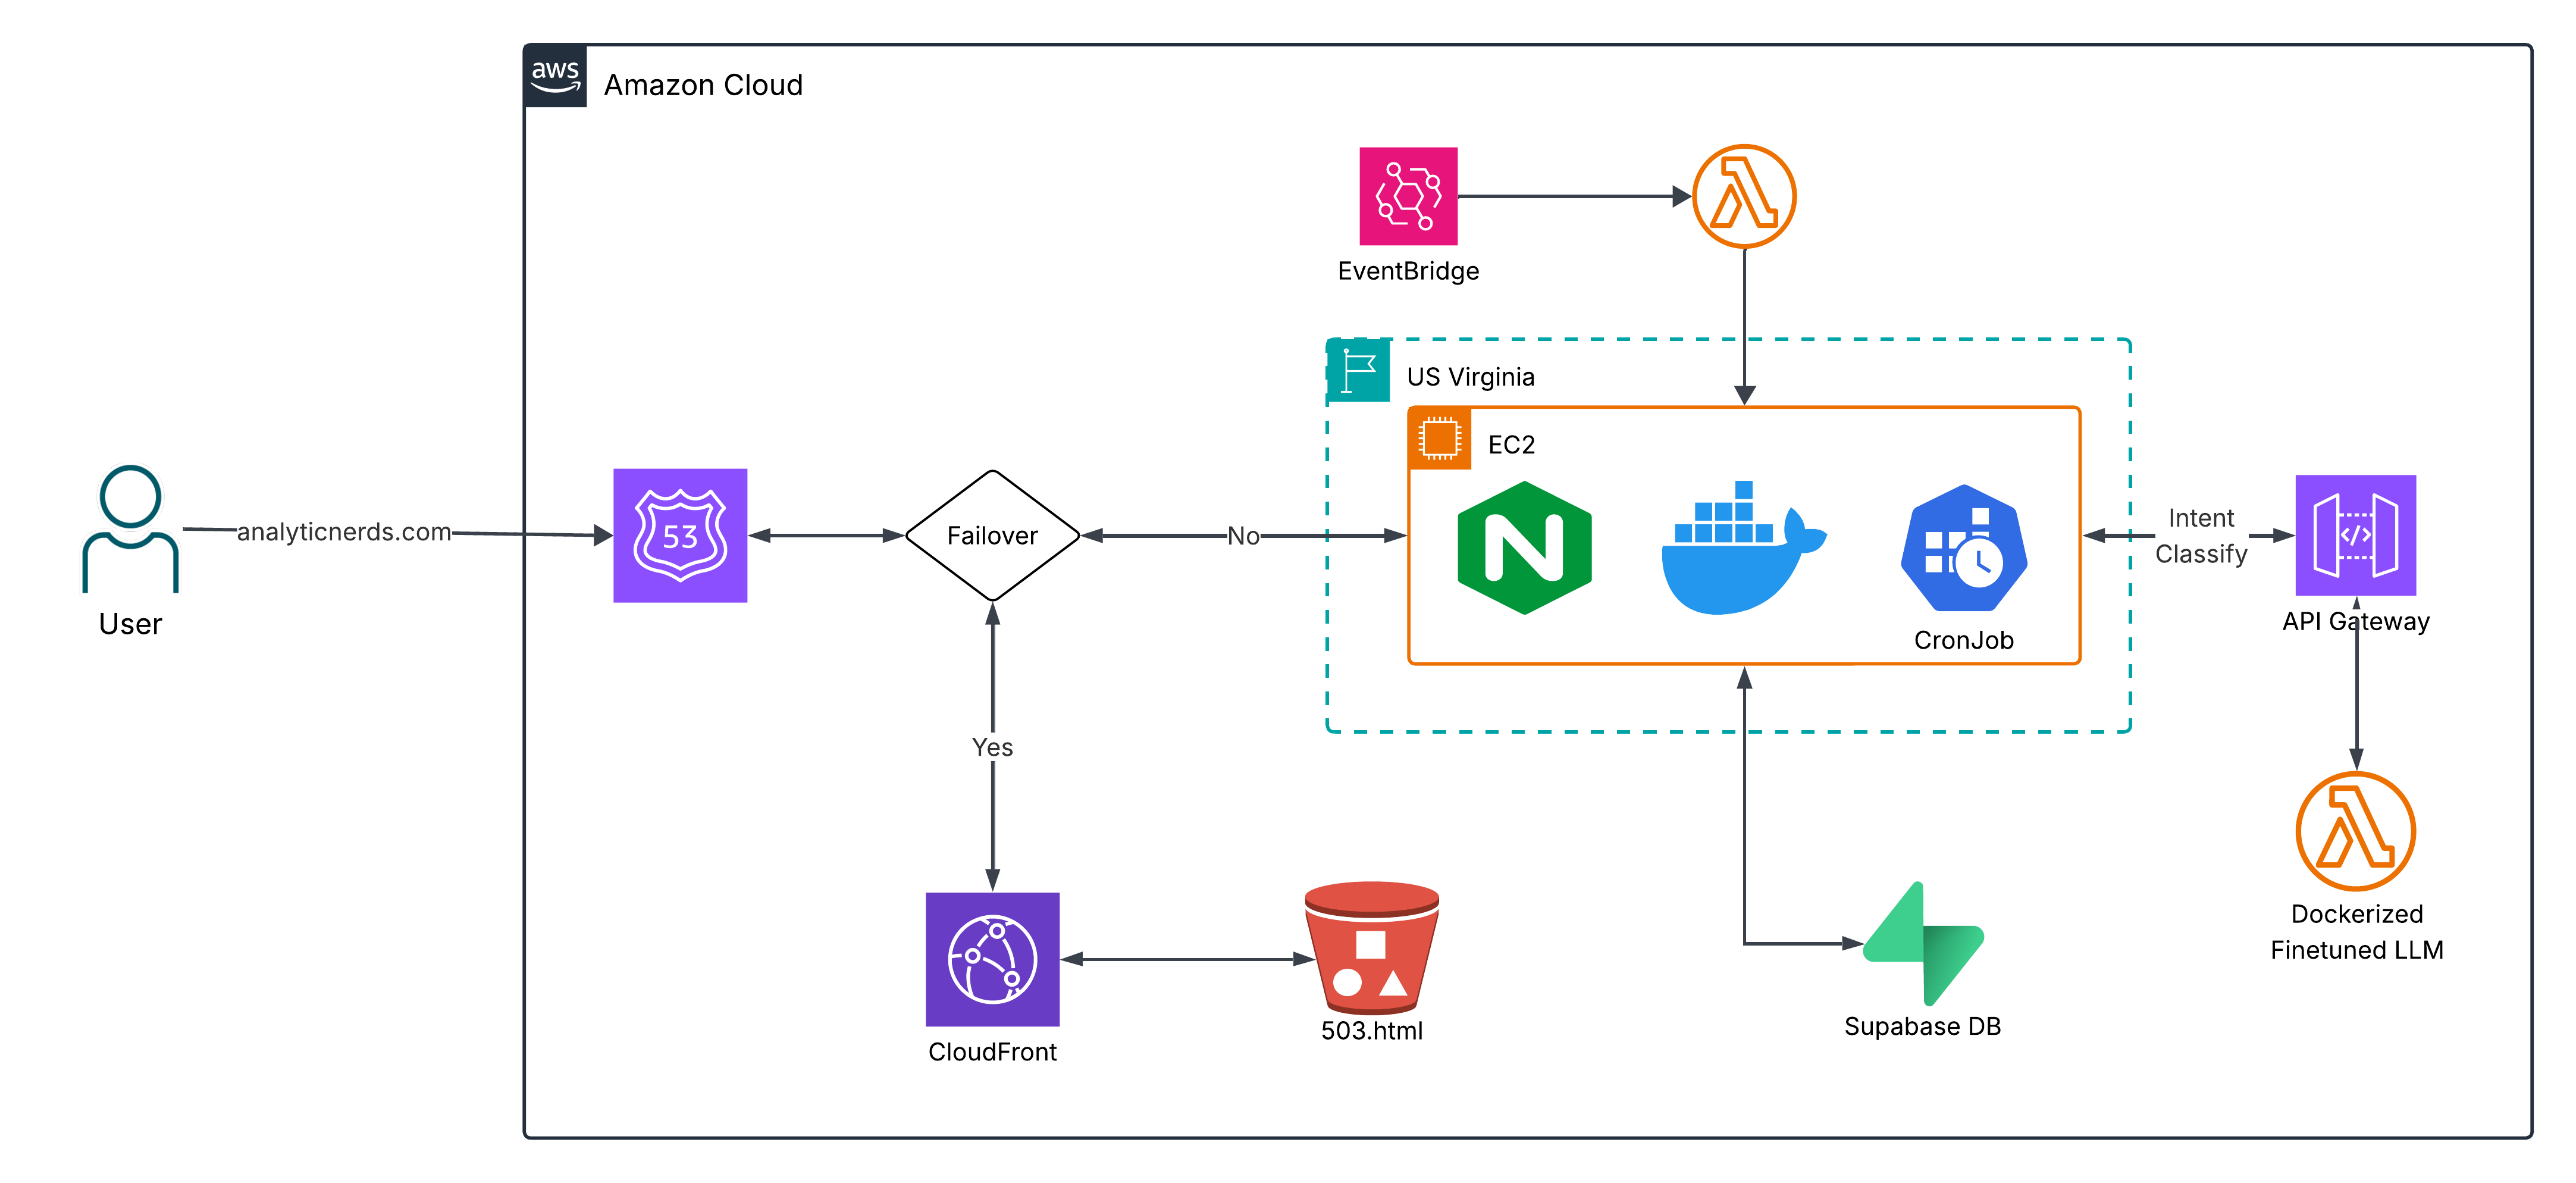 aws
Amazon Cloud
EventBridge
US Virginia
EC2
analyticnerds.com
53
Failover
No
Intent
Classify
User
CronJob
API Gateway
Yes
Dockerized
Finetuned LLM
503.html
Supabase DB
CloudFront